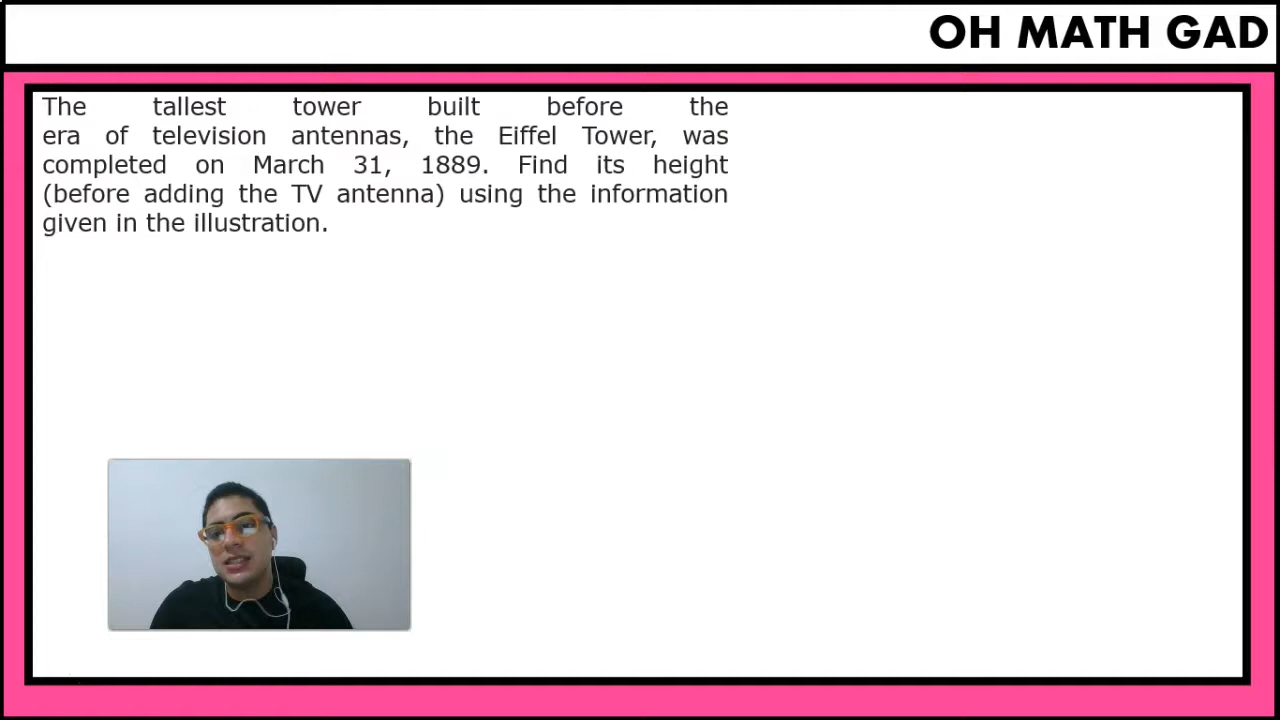 OH MATH GAD
The tallest tower built before the
era of television antennas, the Eiffel Tower, was
completed on March 31, 1889. Find its height
(before adding the TV antenna) using the information
given in the illustration.